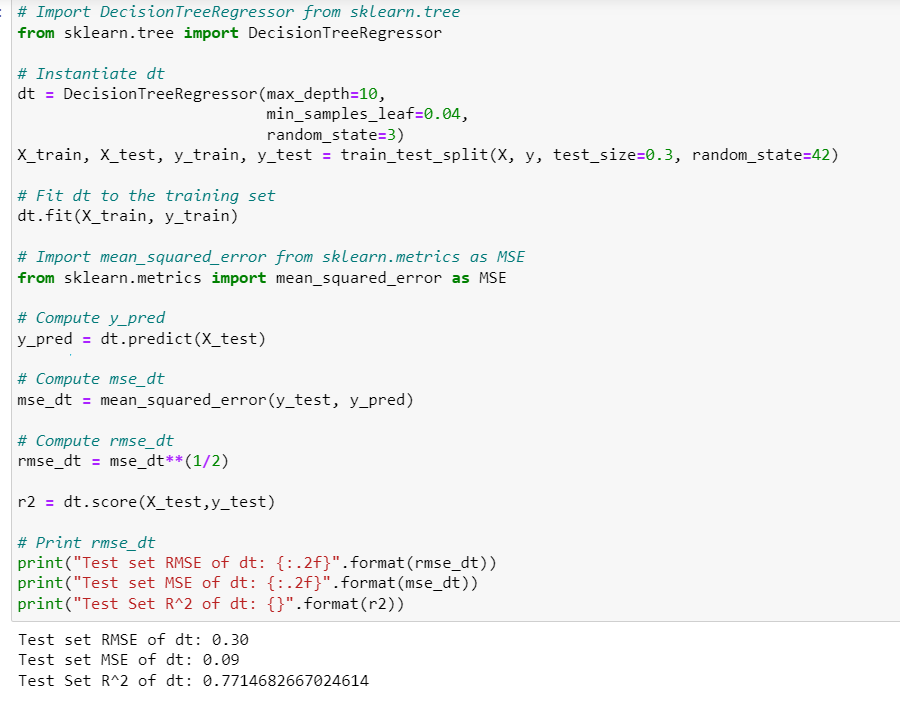 # Import DecisionTreeRegressor from sklearn.tree
from sklearn.tree import DecisionTreeRegressor

# Instantiate dt
dt = DecisionTreeRegressor(max_depth=10,
                           min_samples_leaf=0.04,
                           random_state=3)
X_train, X_test, y_train, y_test = train_test_split(X, y, test_size=0.3, random_state=42)

# Fit dt to the training set
dt.fit(X_train, y_train)

# Import mean_squared_error from sklearn.metrics as MSE
from sklearn.metrics import mean_squared_error as MSE

# Compute y_pred
y_pred = dt.predict(X_test)

# Compute mse_dt
mse_dt = mean_squared_error(y_test, y_pred)

# Compute rmse_dt
rmse_dt = mse_dt**(1/2)

r2 = dt.score(X_test,y_test)

# Print rmse_dt
print("Test set RMSE of dt: {:.2f}".format(rmse_dt))
print("Test set MSE of dt: {:.2f}".format(mse_dt))
print("Test Set R^2 of dt: {}".format(r2))
Test set RMSE of dt: 0.30
Test set MSE of dt: 0.09
Test Set R^2 of dt: 0.7714682667024614